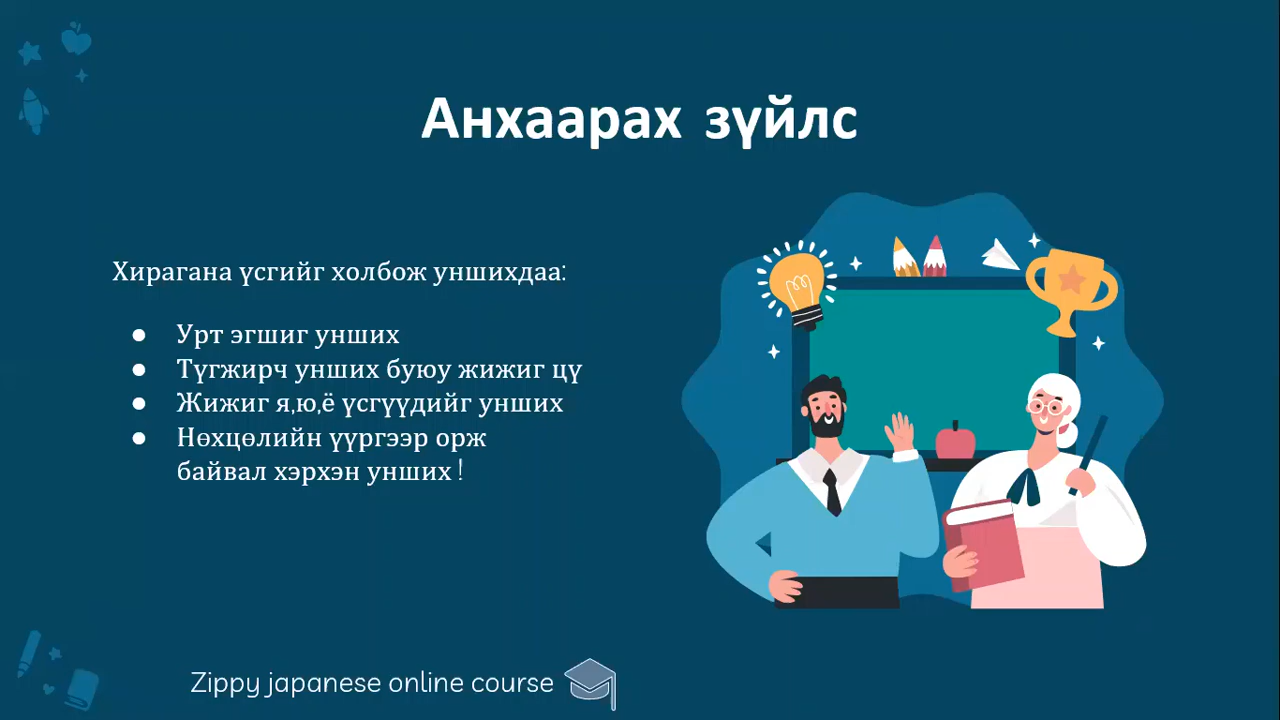 Анхаарах зүйлс
Хирагана үсгийг холбож уншихдаа:
● Урт эгшиг унших
● Түгжирч унших буюу жижиг цү
● Жижиг я,ю,ё үсгүүдийг унших
● Нөхцөлийн үүргээр орж
байвал хэрхэн унших !
Zippy japanese online course